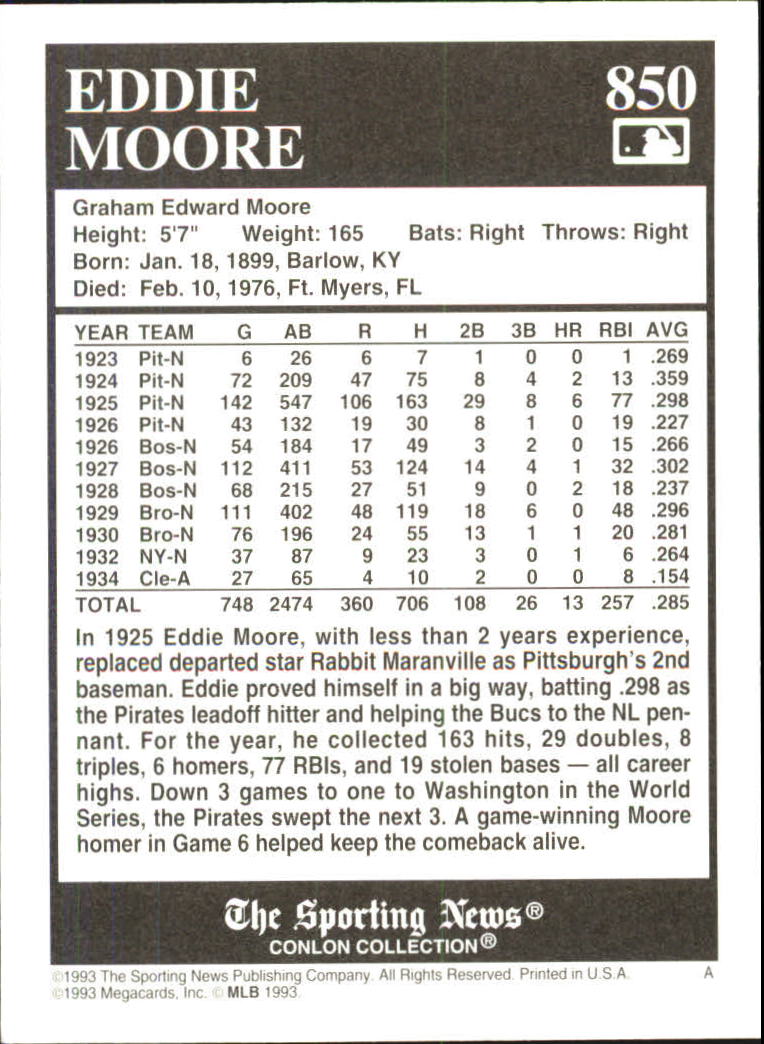 EDDIE
MOORE
850
Graham Edward Moore
Height: 5'7" Weight: 165 Bats: Right Throws: Right
Born: Jan. 18, 1899, Barlow, KY
Died: Feb. 10, 1976, Ft. Myers, FL
YEAR TEAM G AB R H 2B 3B HR RBI AVG
1923 Pit-N 6 26 6 7 1 0 0 1 .269
1924 Pit-N 72 209 47 75 8 4 2 13 .359
1925 Pit-N 142 547 106 163 29 8 6 77 .298
1926 Pit-N 43 132 19 30 8 1 0 19 .227
1926 Bos-N 54 184 17 49 3 2 0 15 .266
1927 Bos-N 112 411 53 124 14 4 1 32 .302
1928 Bos-N 68 215 27 51 9 0 2 18 .237
1929 Bro-N 111 402 48 119 18 6 0 48 .296
1930 Bro-N 76 196 24 55 13 1 1 20 .281
1932 NY-N 37 87 9 23 3 0 1 6 .264
1934 Cle-A 27 65 4 10 2 0 0 8 .154
TOTAL 748 2474 360 706 108 26 13 257 .285
In 1925 Eddie Moore, with less than 2 years experience,
replaced departed star Rabbit Maranville as Pittsburgh's 2nd
baseman. Eddie proved himself in a big way, batting .298 as
the Pirates leadoff hitter and helping the Bucs to the NL pen-
nant. For the year, he collected 163 hits, 29 doubles, 8
triples, 6 homers, 77 RBIs, and 19 stolen bases — all career
highs. Down 3 games to one to Washington in the World
Series, the Pirates swept the next 3. A game-winning Moore
homer in Game 6 helped keep the comeback alive.
The Sporting News®
CONLON COLLECTION®
©1993 The Sporting News Publishing Company. All Rights Reserved. Printed in U.S.A. A
©1993 Megacards, Inc. © MLB 1993.